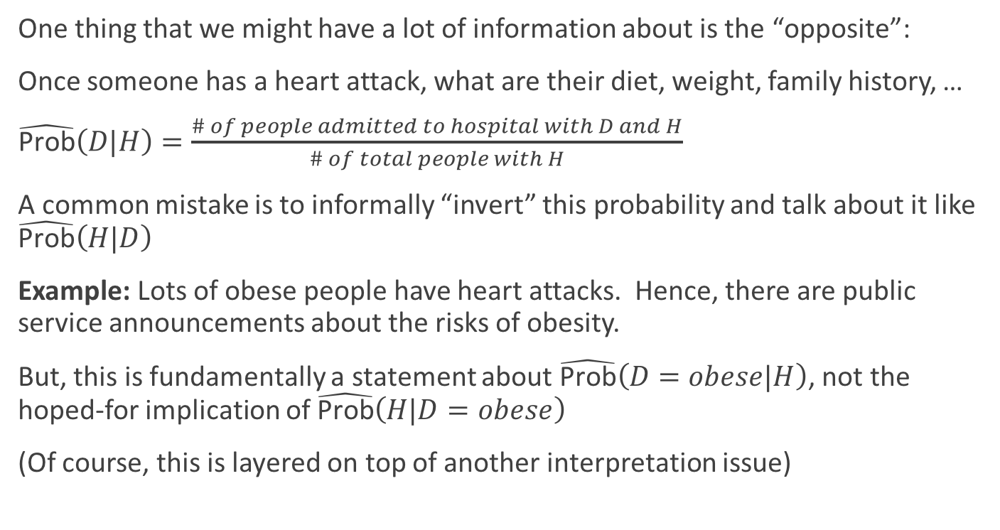 One thing that we might have a lot of information about is the “opposite”:
Once someone has a heart attack, what are their diet, weight, family history, …
$\widehat{\text{Prob}}(D|H) = \frac{\#\ of\ people\ admitted\ to\ hospital\ with\ D\ and\ H}{\#\ of\ total\ people\ with\ H}$
A common mistake is to informally “invert” this probability and talk about it like
$\widehat{\text{Prob}}(H|D)$
Example: Lots of obese people have heart attacks. Hence, there are public
service announcements about the risks of obesity.
But, this is fundamentally a statement about $\widehat{\text{Prob}}(D = obese|H)$, not the
hoped-for implication of $\widehat{\text{Prob}}(H|D = obese)$
(Of course, this is layered on top of another interpretation issue)